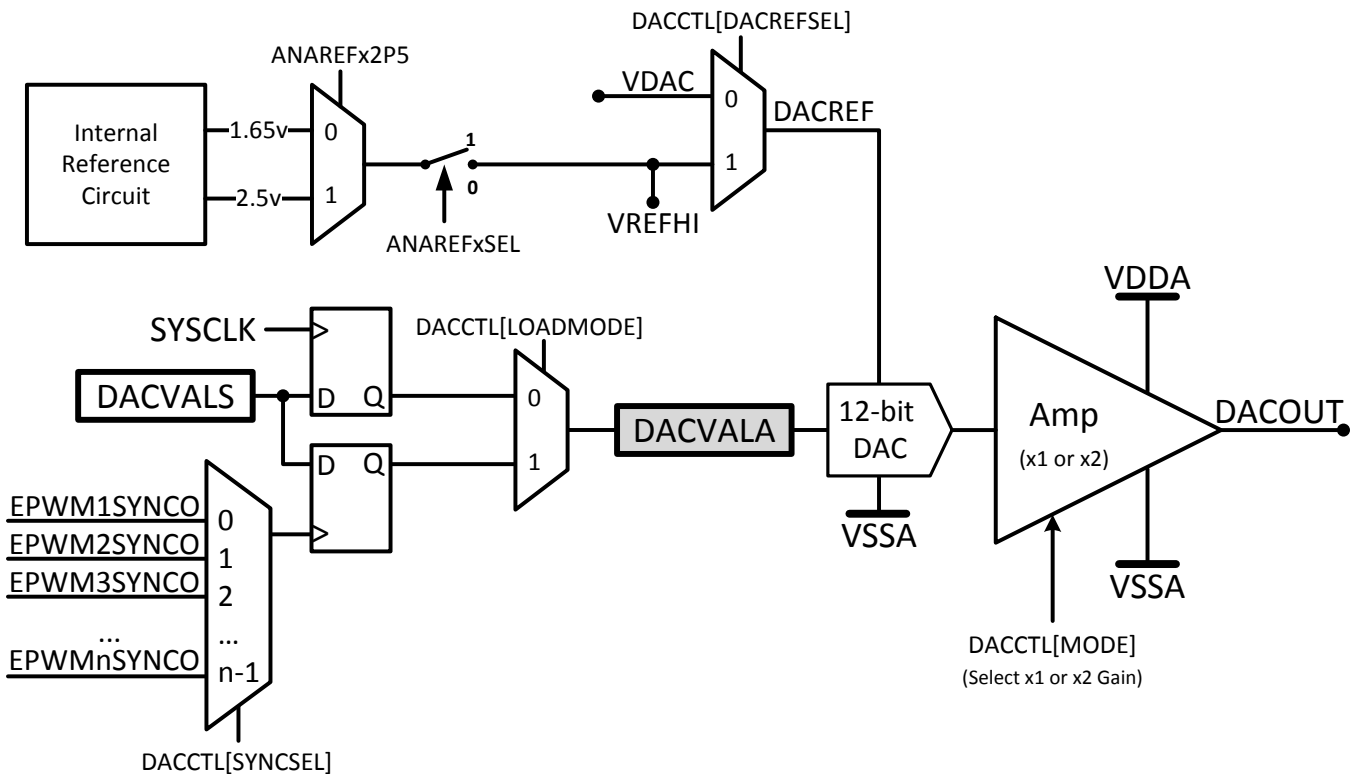 DACCTL[DACREFSEL]
ANAREFx2P5
VDAC
0
DACREF
Internal
Reference
Circuit
1.65v
0
2.5v
1
1
0
1
VREFHI
ANAREFxSEL
VDDA
SYSCLK
DACCTL[LOADMODE]
DACVALS
D
Q
0
DACVALA
12-bit
DAC
Amp
(x1 or x2)
DACOUT
D
Q
1
EPWM1SYNCO
0
EPWM2SYNCO
1
EPWM3SYNCO
2
...
...
EPWMnSYNCO
n-1
VSSA
VSSA
DACCTL[MODE]
(Select x1 or x2 Gain)
DACCTL[SYNCSEL]